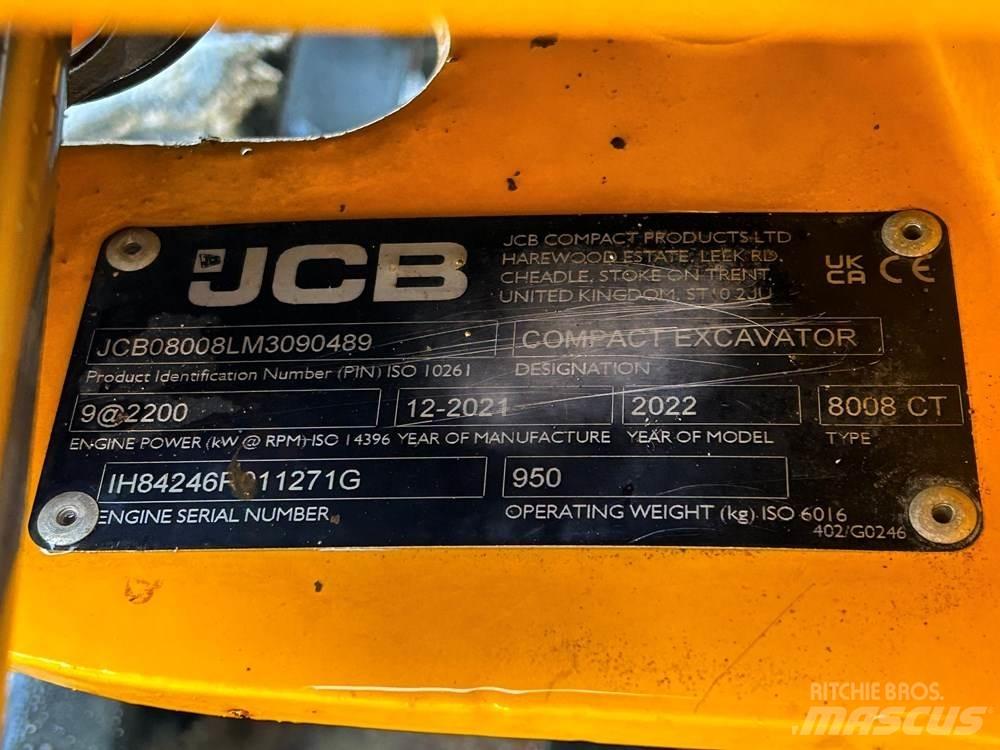 JCB
JCB COMPACT PRODUCTS LTD
HAREWOOD ESTATE, LEEK RD.
CHEADLE, STOKE ON TRENT,
UNITED KINGDOM, ST10 2JU
UK
CA CE
JCB08008LM3090489 COMPACT EXCAVATOR
Product Identification Number (PIN) ISO 10261 DESIGNATION
9@2200 12-2021 2022 8008 CT
ENGINE POWER (kW @ RPM) ISO 14396 YEAR OF MANUFACTURE YEAR OF MODEL TYPE
950
ENGINE SERIAL NUMBER OPERATING WEIGHT (kg) ISO 6016
402/G0246
RITCHIE BROS.
MASCUS